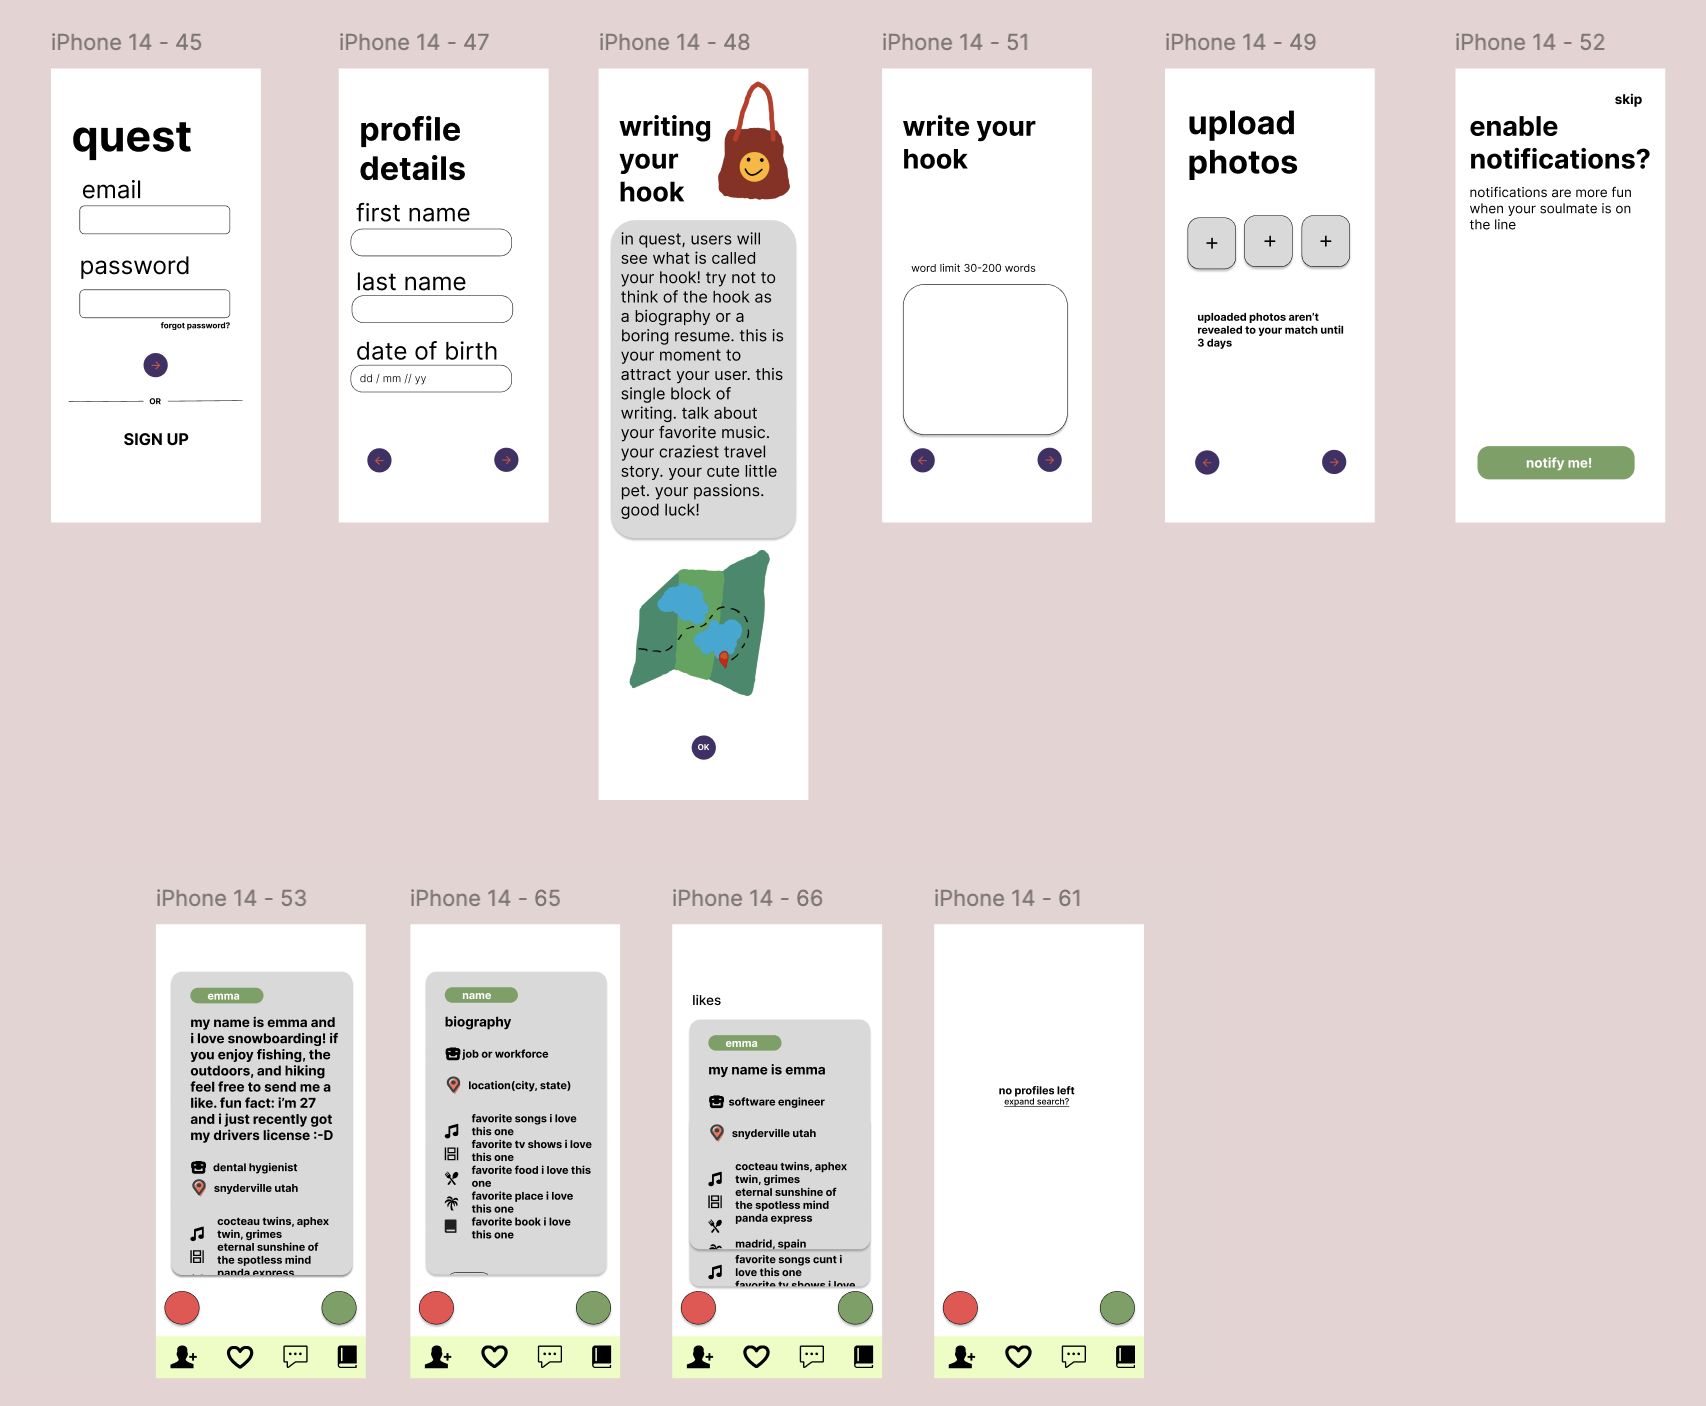 iPhone 14 - 45
quest
email
password
forgot password?
OR
SIGN UP
iPhone 14 - 47
profile
details
first name
last name
date of birth
dd / mm // yy
iPhone 14 - 48
writing
your
hook
in quest, users will
see what is called
your hook! try not to
think of the hook as
a biography or a
boring resume. this is
your moment to
attract your user. this
single block of
writing. talk about
your favorite music.
your craziest travel
story. your cute little
pet. your passions.
good luck!
OK
iPhone 14 - 51
write your
hook
word limit 30-200 words
iPhone 14 - 49
upload
photos
+
+
+
uploaded photos aren't
revealed to your match until
3 days
iPhone 14 - 52
skip
enable
notifications?
notifications are more fun
when your soulmate is on
the line
notify me!
iPhone 14 - 53
emma
my name is emma and
i love snowboarding! if
you enjoy fishing, the
outdoors, and hiking
feel free to send me a
like. fun fact: i'm 27
and i just recently got
my drivers license :-D
dental hygienist
snyderville utah
cocteau twins, aphex
twin, grimes
eternal sunshine of
the spotless mind
panda express
iPhone 14 - 65
name
biography
job or workforce
location(city, state)
favorite songs i love
this one
favorite tv shows i love
this one
favorite food i love this
one
favorite place i love
this one
favorite book i love
this one
iPhone 14 - 66
likes
emma
my name is emma
software engineer
snyderville utah
cocteau twins, aphex
twin, grimes
eternal sunshine of
the spotless mind
panda express
madrid, spain
favorite songs cunt i
love this one
favorite tv shows i love
iPhone 14 - 61
no profiles left
expand search?